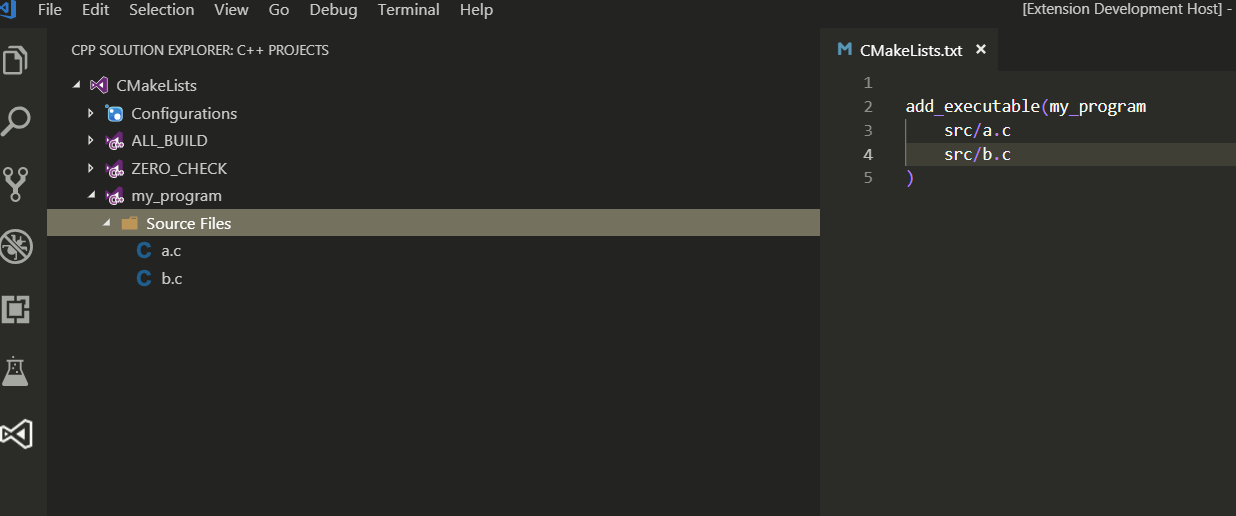 File Edit Selection View Go Debug Terminal Help [Extension Development Host] -
CPP SOLUTION EXPLORER: C++ PROJECTS
CMakeLists
Configurations
ALL_BUILD
ZERO_CHECK
my_program
Source Files
C a.c
C b.c
M CMakeLists.txt ×
1
2 add_executable(my_program
3 src/a.c
4 src/b.c
5 )